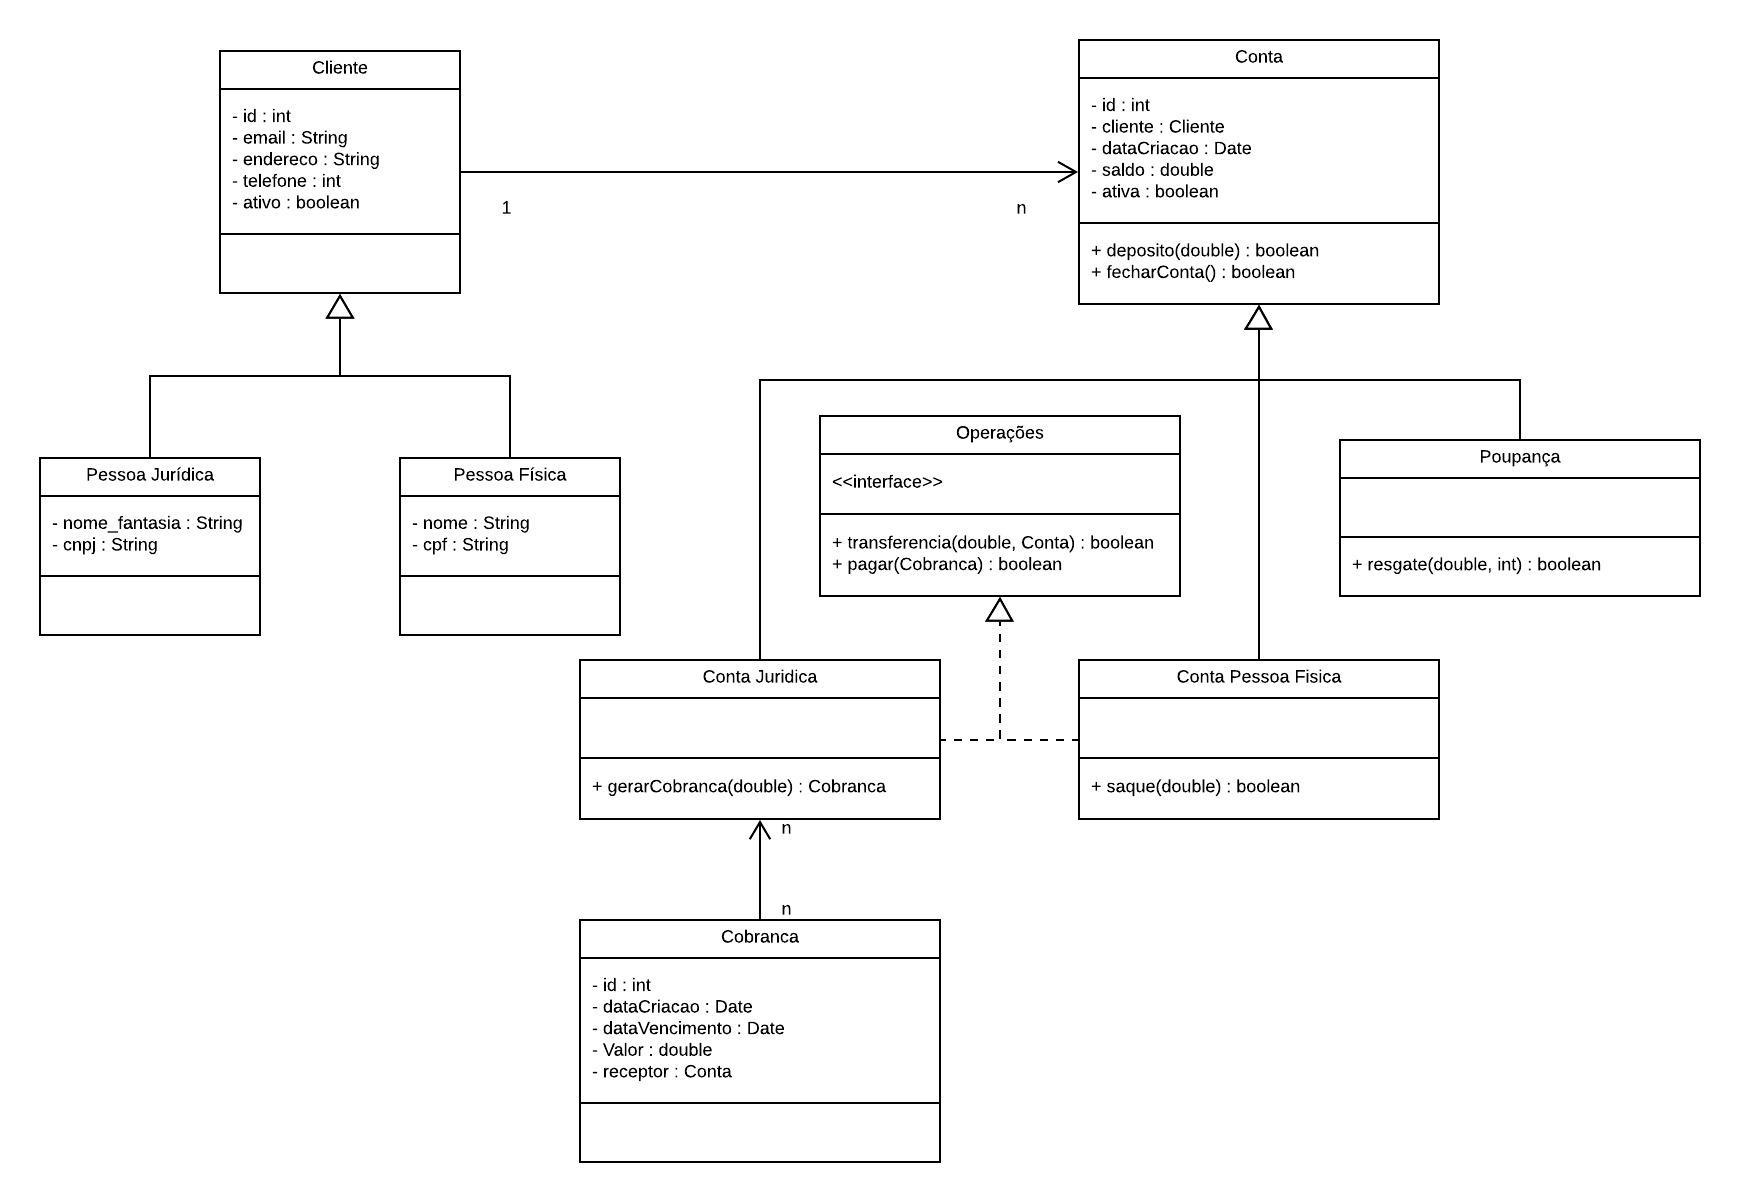 Cliente
- id : int
- email : String
- endereco : String
- telefone : int
- ativo : boolean
1
n
Conta
- id : int
- cliente : Cliente
- dataCriacao : Date
- saldo : double
- ativa : boolean
+ deposito(double) : boolean
+ fecharConta() : boolean
Pessoa Jurídica
- nome_fantasia : String
- cnpj : String
Pessoa Física
- nome : String
- cpf : String
Operações
<<interface>>
+ transferencia(double, Conta) : boolean
+ pagar(Cobranca) : boolean
Poupança
+ resgate(double, int) : boolean
Conta Juridica
+ gerarCobranca(double) : Cobranca
Conta Pessoa Fisica
+ saque(double) : boolean
n
n
Cobranca
- id : int
- dataCriacao : Date
- dataVencimento : Date
- Valor : double
- receptor : Conta